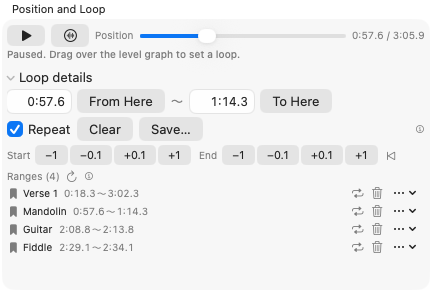 Position and Loop
Position 0:57.6 / 3:05.9
Paused. Drag over the level graph to set a loop.
Loop details
0:57.6 From Here ～ 1:14.3 To Here
Repeat Clear Save...
Start −1 −0.1 +0.1 +1 End −1 −0.1 +0.1 +1
Ranges (4)
Verse 1 0:18.3～3:02.3
Mandolin 0:57.6～1:14.3
Guitar 2:08.8～2:13.8
Fiddle 2:29.1～2:34.1